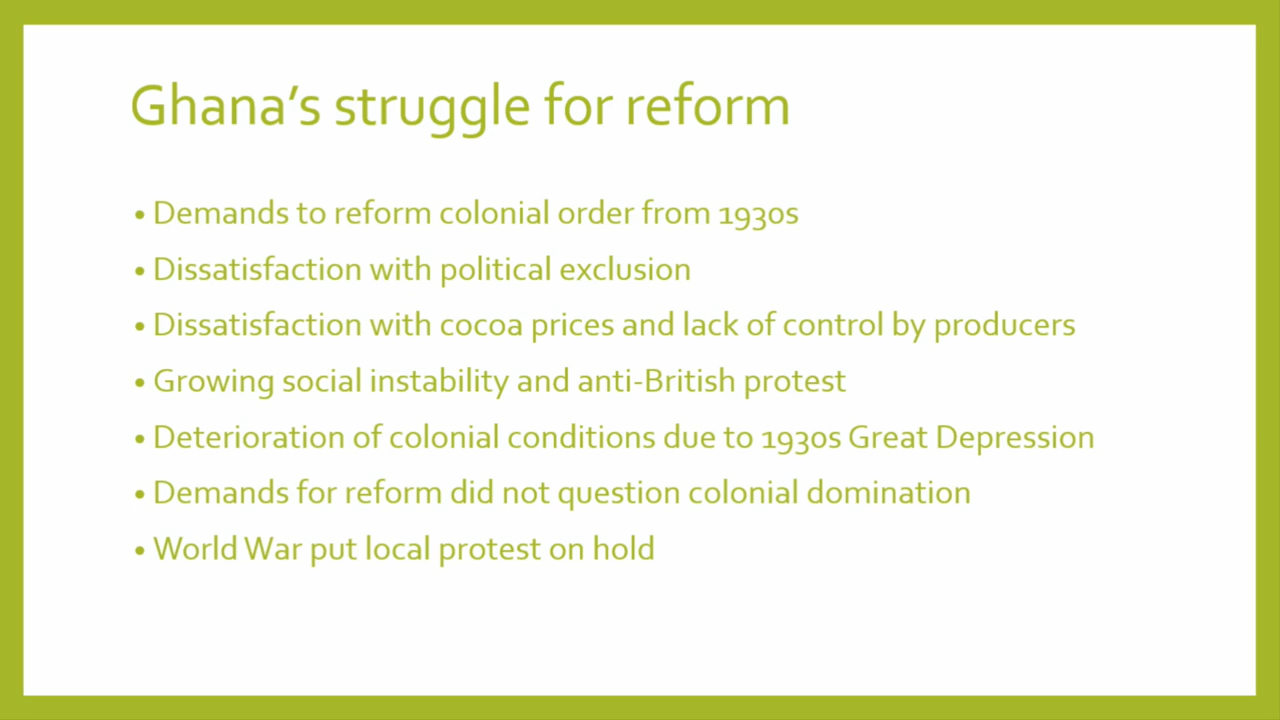 Ghana's struggle for reform
• Demands to reform colonial order from 1930s
• Dissatisfaction with political exclusion
• Dissatisfaction with cocoa prices and lack of control by producers
• Growing social instability and anti-British protest
• Deterioration of colonial conditions due to 1930s Great Depression
• Demands for reform did not question colonial domination
• World War put local protest on hold